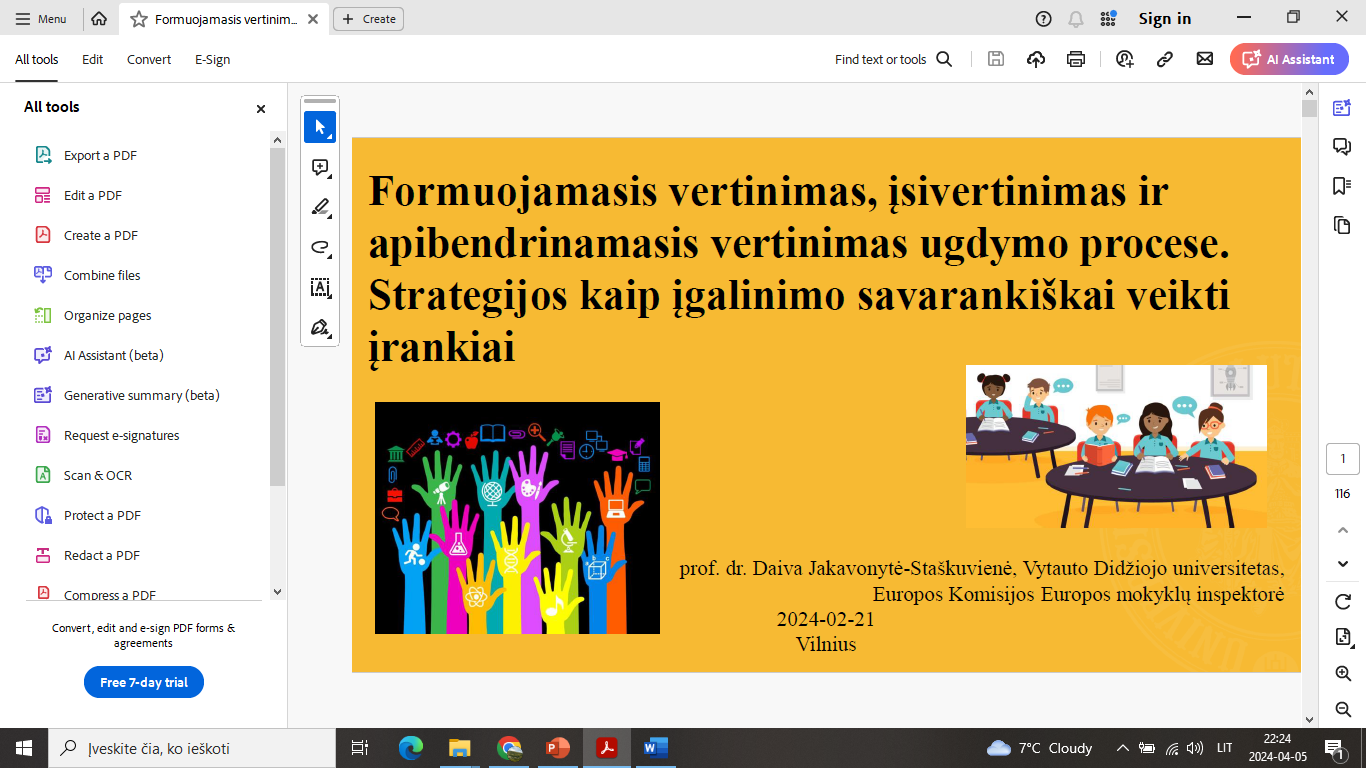 Menu
Formuojamasis vertinim...
Create
Sign in
All tools
Edit
Convert
E-Sign
Find text or tools
AI Assistant
All tools
Export a PDF
Edit a PDF
Create a PDF
Combine files
Organize pages
AI Assistant (beta)
Generative summary (beta)
Request e-signatures
Scan & OCR
Protect a PDF
Redact a PDF
Compress a PDF
Convert, edit and e-sign PDF forms &
agreements
Free 7-day trial
Formuojamasis vertinimas, įsivertinimas ir
apibendrinamasis vertinimas ugdymo procese.
Strategijos kaip įgalinimo savarankiškai veikti
įrankiai
prof. dr. Daiva Jakavonytė-Staškuvienė, Vytauto Didžiojo universitetas,
Europos Komisijos Europos mokyklų inspektorė
2024-02-21
Vilnius
1
116
Įveskite čia, ko ieškoti
7°C Cloudy
LIT
22:24
2024-04-05
1